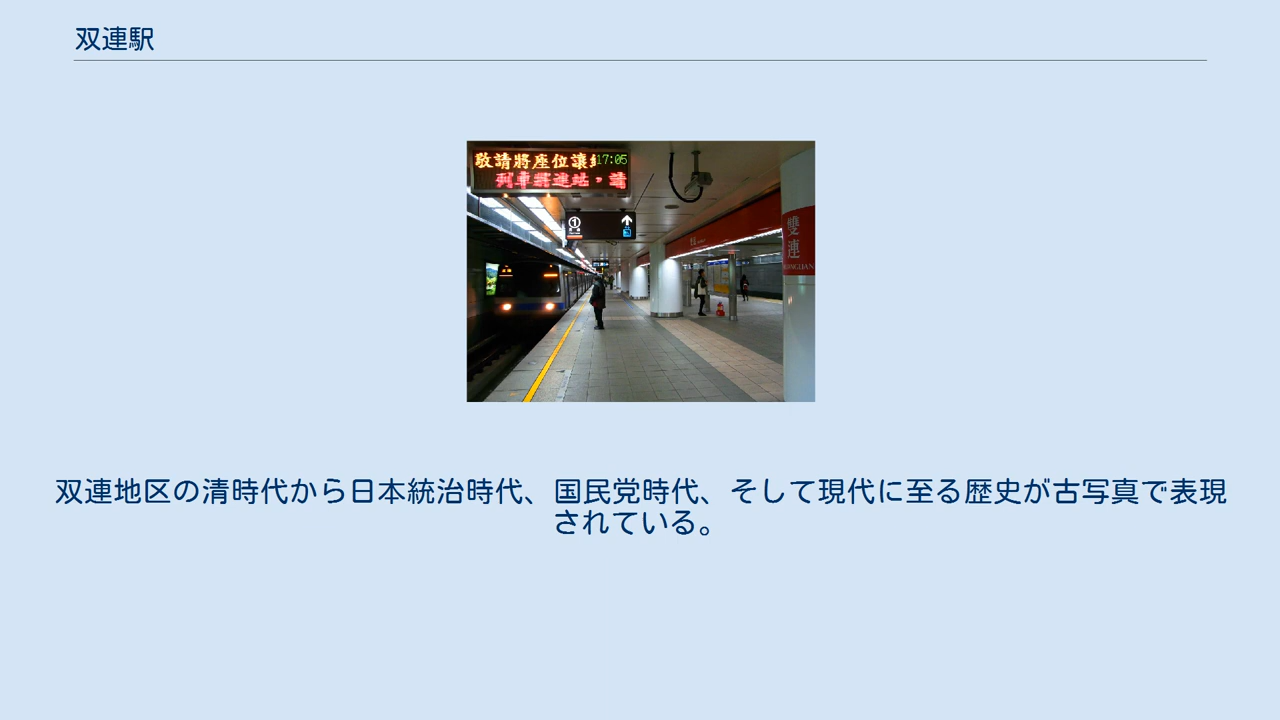 双連駅
敬請將座位讓給
17:05
列車將進站,請
①
雙連
双連地区の清時代から日本統治時代、国民党時代、そして現代に至る歴史が古写真で表現
されている。